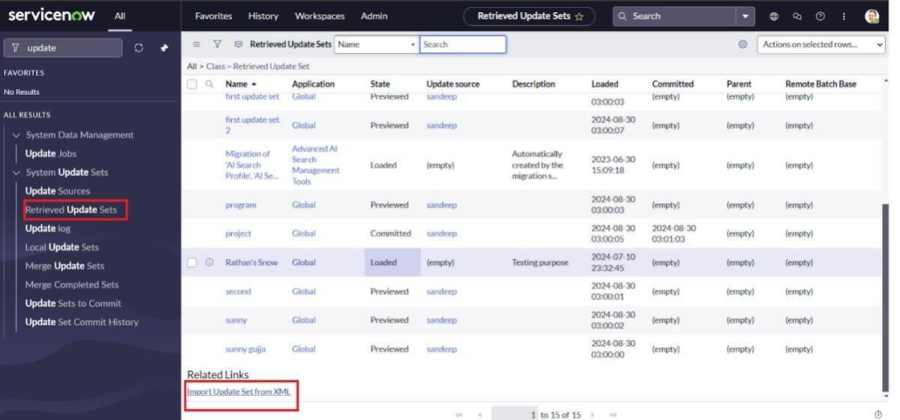 servicenow All Favorites History Workspaces Admin Retrieved Update Sets Search
update
Retrieved Update Sets Name Search Actions on selected rows...
All > Class = Retrieved Update Set
FAVORITES
No Results
ALL RESULTS
System Data Management
Update Jobs
System Update Sets
Update Sources
Retrieved Update Sets
Update log
Local Update Sets
Merge Update Sets
Merge Completed Sets
Update Sets to Commit
Update Set Commit History
Name Application State Update source Description Loaded Committed Parent Remote Batch Base
first update set Global Previewed sandeep 03:00:03 (empty) (empty) (empty)
first update set 2 Global Previewed sandeep 2024-08-30 03:00:07 (empty) (empty) (empty)
Migration of 'AI Search Profile', 'AI Se... Advanced AI Search Management Tools Loaded (empty) Automatically created by the migration s... 2023-06-30 15:09:18 (empty) (empty) (empty)
program Global Previewed sandeep 2024-08-30 03:00:03 (empty) (empty) (empty)
project Global Committed sandeep 2024-08-30 03:00:05 2024-08-30 03:01:03 (empty) (empty)
Rathan's Snow Global Loaded (empty) Testing purpose 2024-07-10 23:32:45 (empty) (empty) (empty)
second Global Previewed sandeep 2024-08-30 03:00:01 (empty) (empty) (empty)
sunny Global Previewed sandeep 2024-08-30 03:00:02 (empty) (empty) (empty)
sunny gujja Global Previewed sandeep 2024-08-30 03:00:00 (empty) (empty) (empty)
Related Links
Import Update Set from XML
1 to 15 of 15